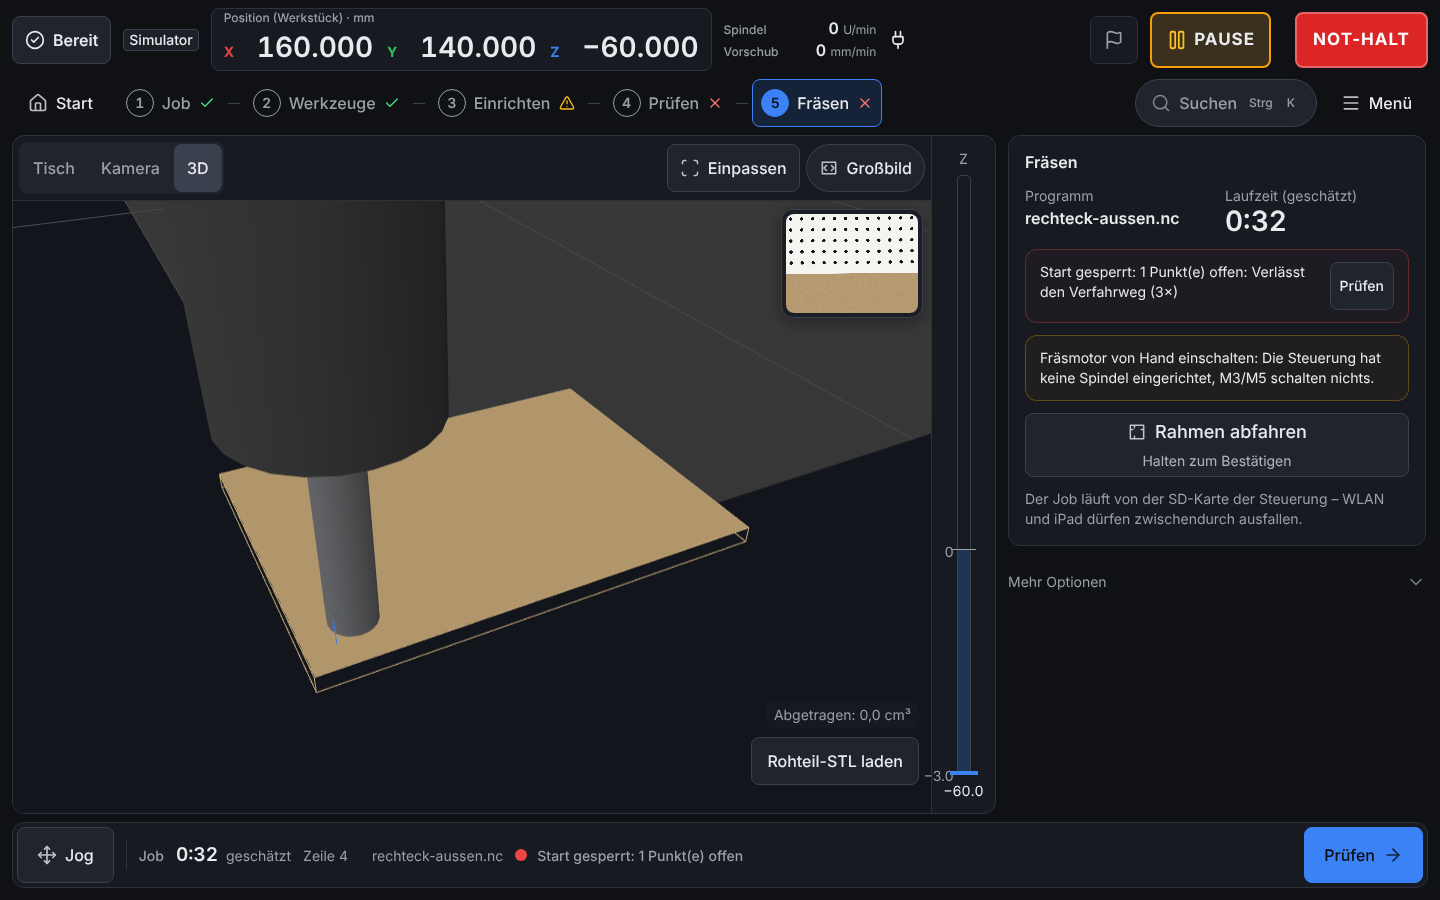 Bereit
Simulator
Position (Werkstück) · mm
X 160.000 Y 140.000 Z −60.000
Spindel 0 U/min
Vorschub 0 mm/min
PAUSE
NOT-HALT
Start
1 Job
2 Werkzeuge
3 Einrichten
4 Prüfen
5 Fräsen
Suchen Strg K
Menü
Tisch Kamera 3D
Einpassen
Großbild
Z
0
−3.0
−60.0
Abgetragen: 0,0 cm³
Rohteil-STL laden
Fräsen
Programm
rechteck-aussen.nc
Laufzeit (geschätzt)
0:32
Start gesperrt: 1 Punkt(e) offen: Verlässt
den Verfahrweg (3×)
Prüfen
Fräsmotor von Hand einschalten: Die Steuerung hat
keine Spindel eingerichtet, M3/M5 schalten nichts.
Rahmen abfahren
Halten zum Bestätigen
Der Job läuft von der SD-Karte der Steuerung – WLAN
und iPad dürfen zwischendurch ausfallen.
Mehr Optionen
Jog
Job 0:32 geschätzt Zeile 4 rechteck-aussen.nc Start gesperrt: 1 Punkt(e) offen
Prüfen